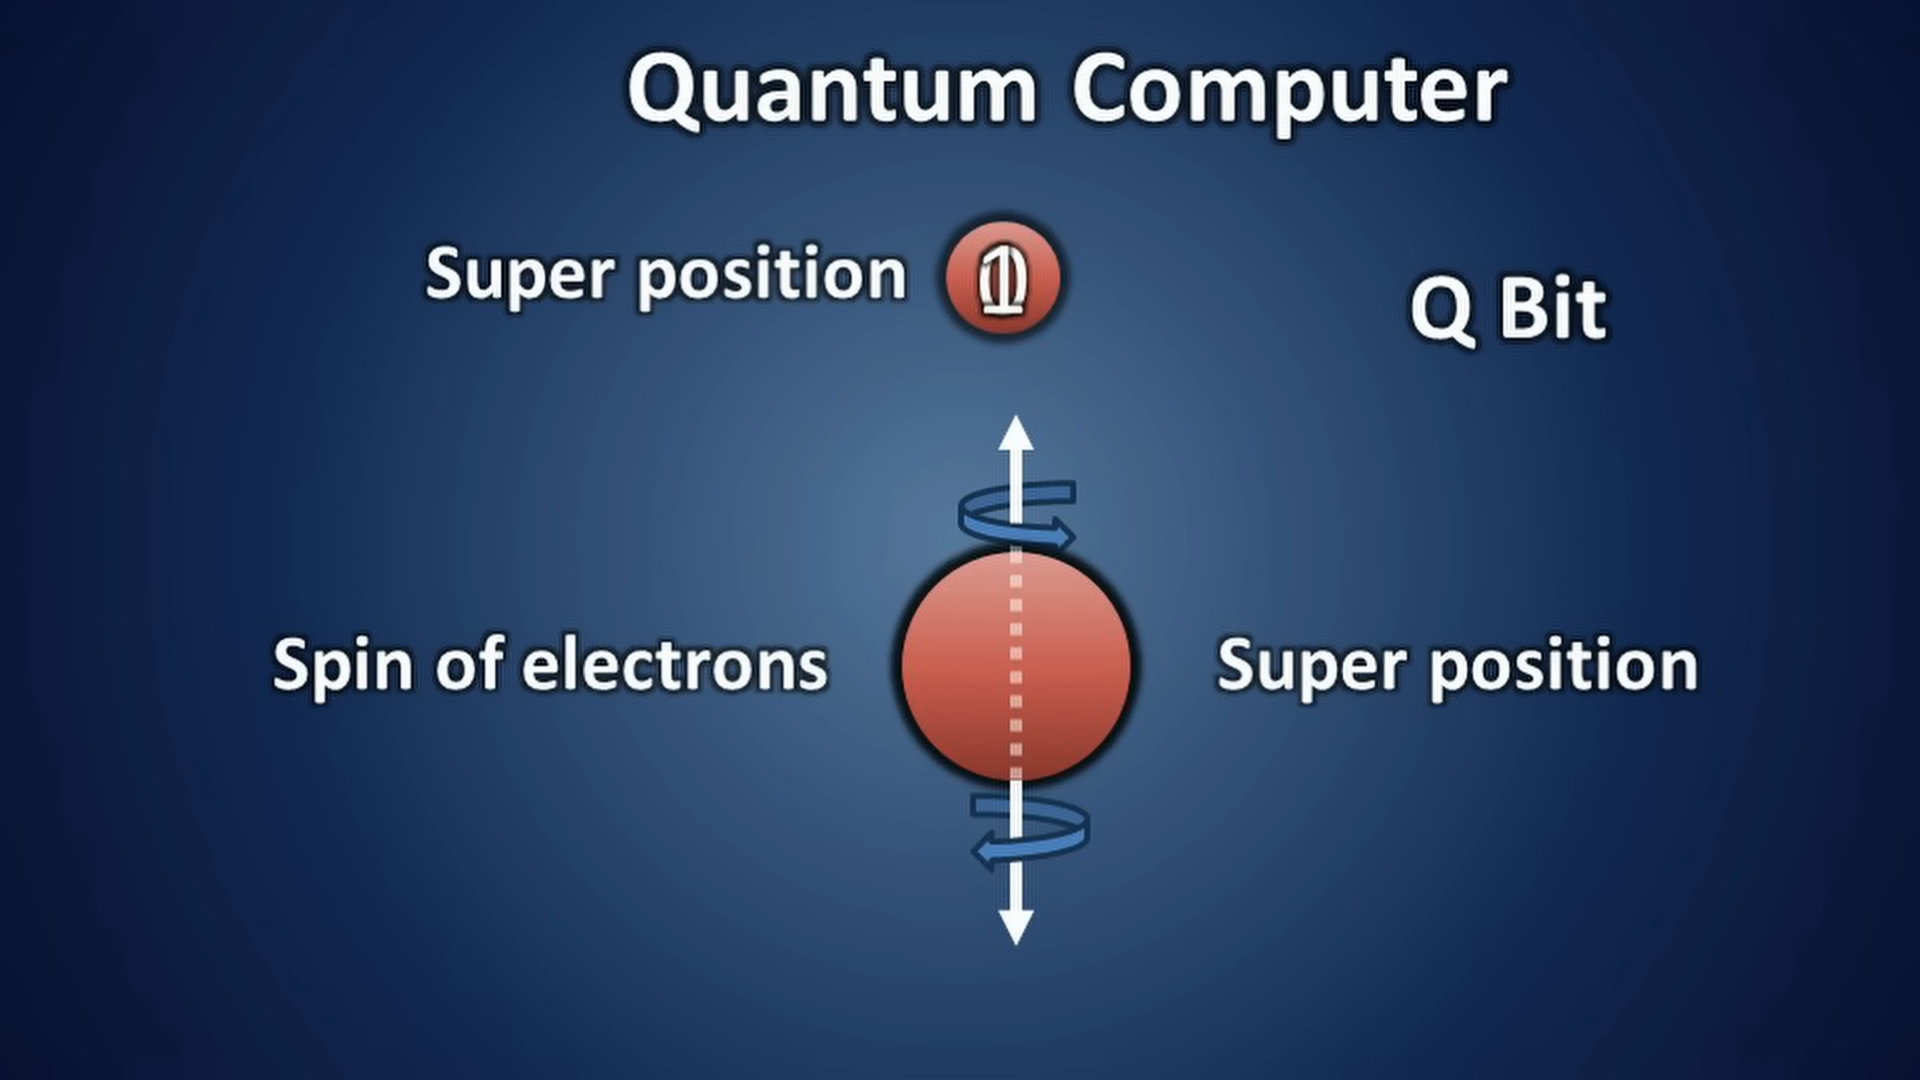 Quantum Computer
Super position
Q Bit
Spin of electrons
Super position